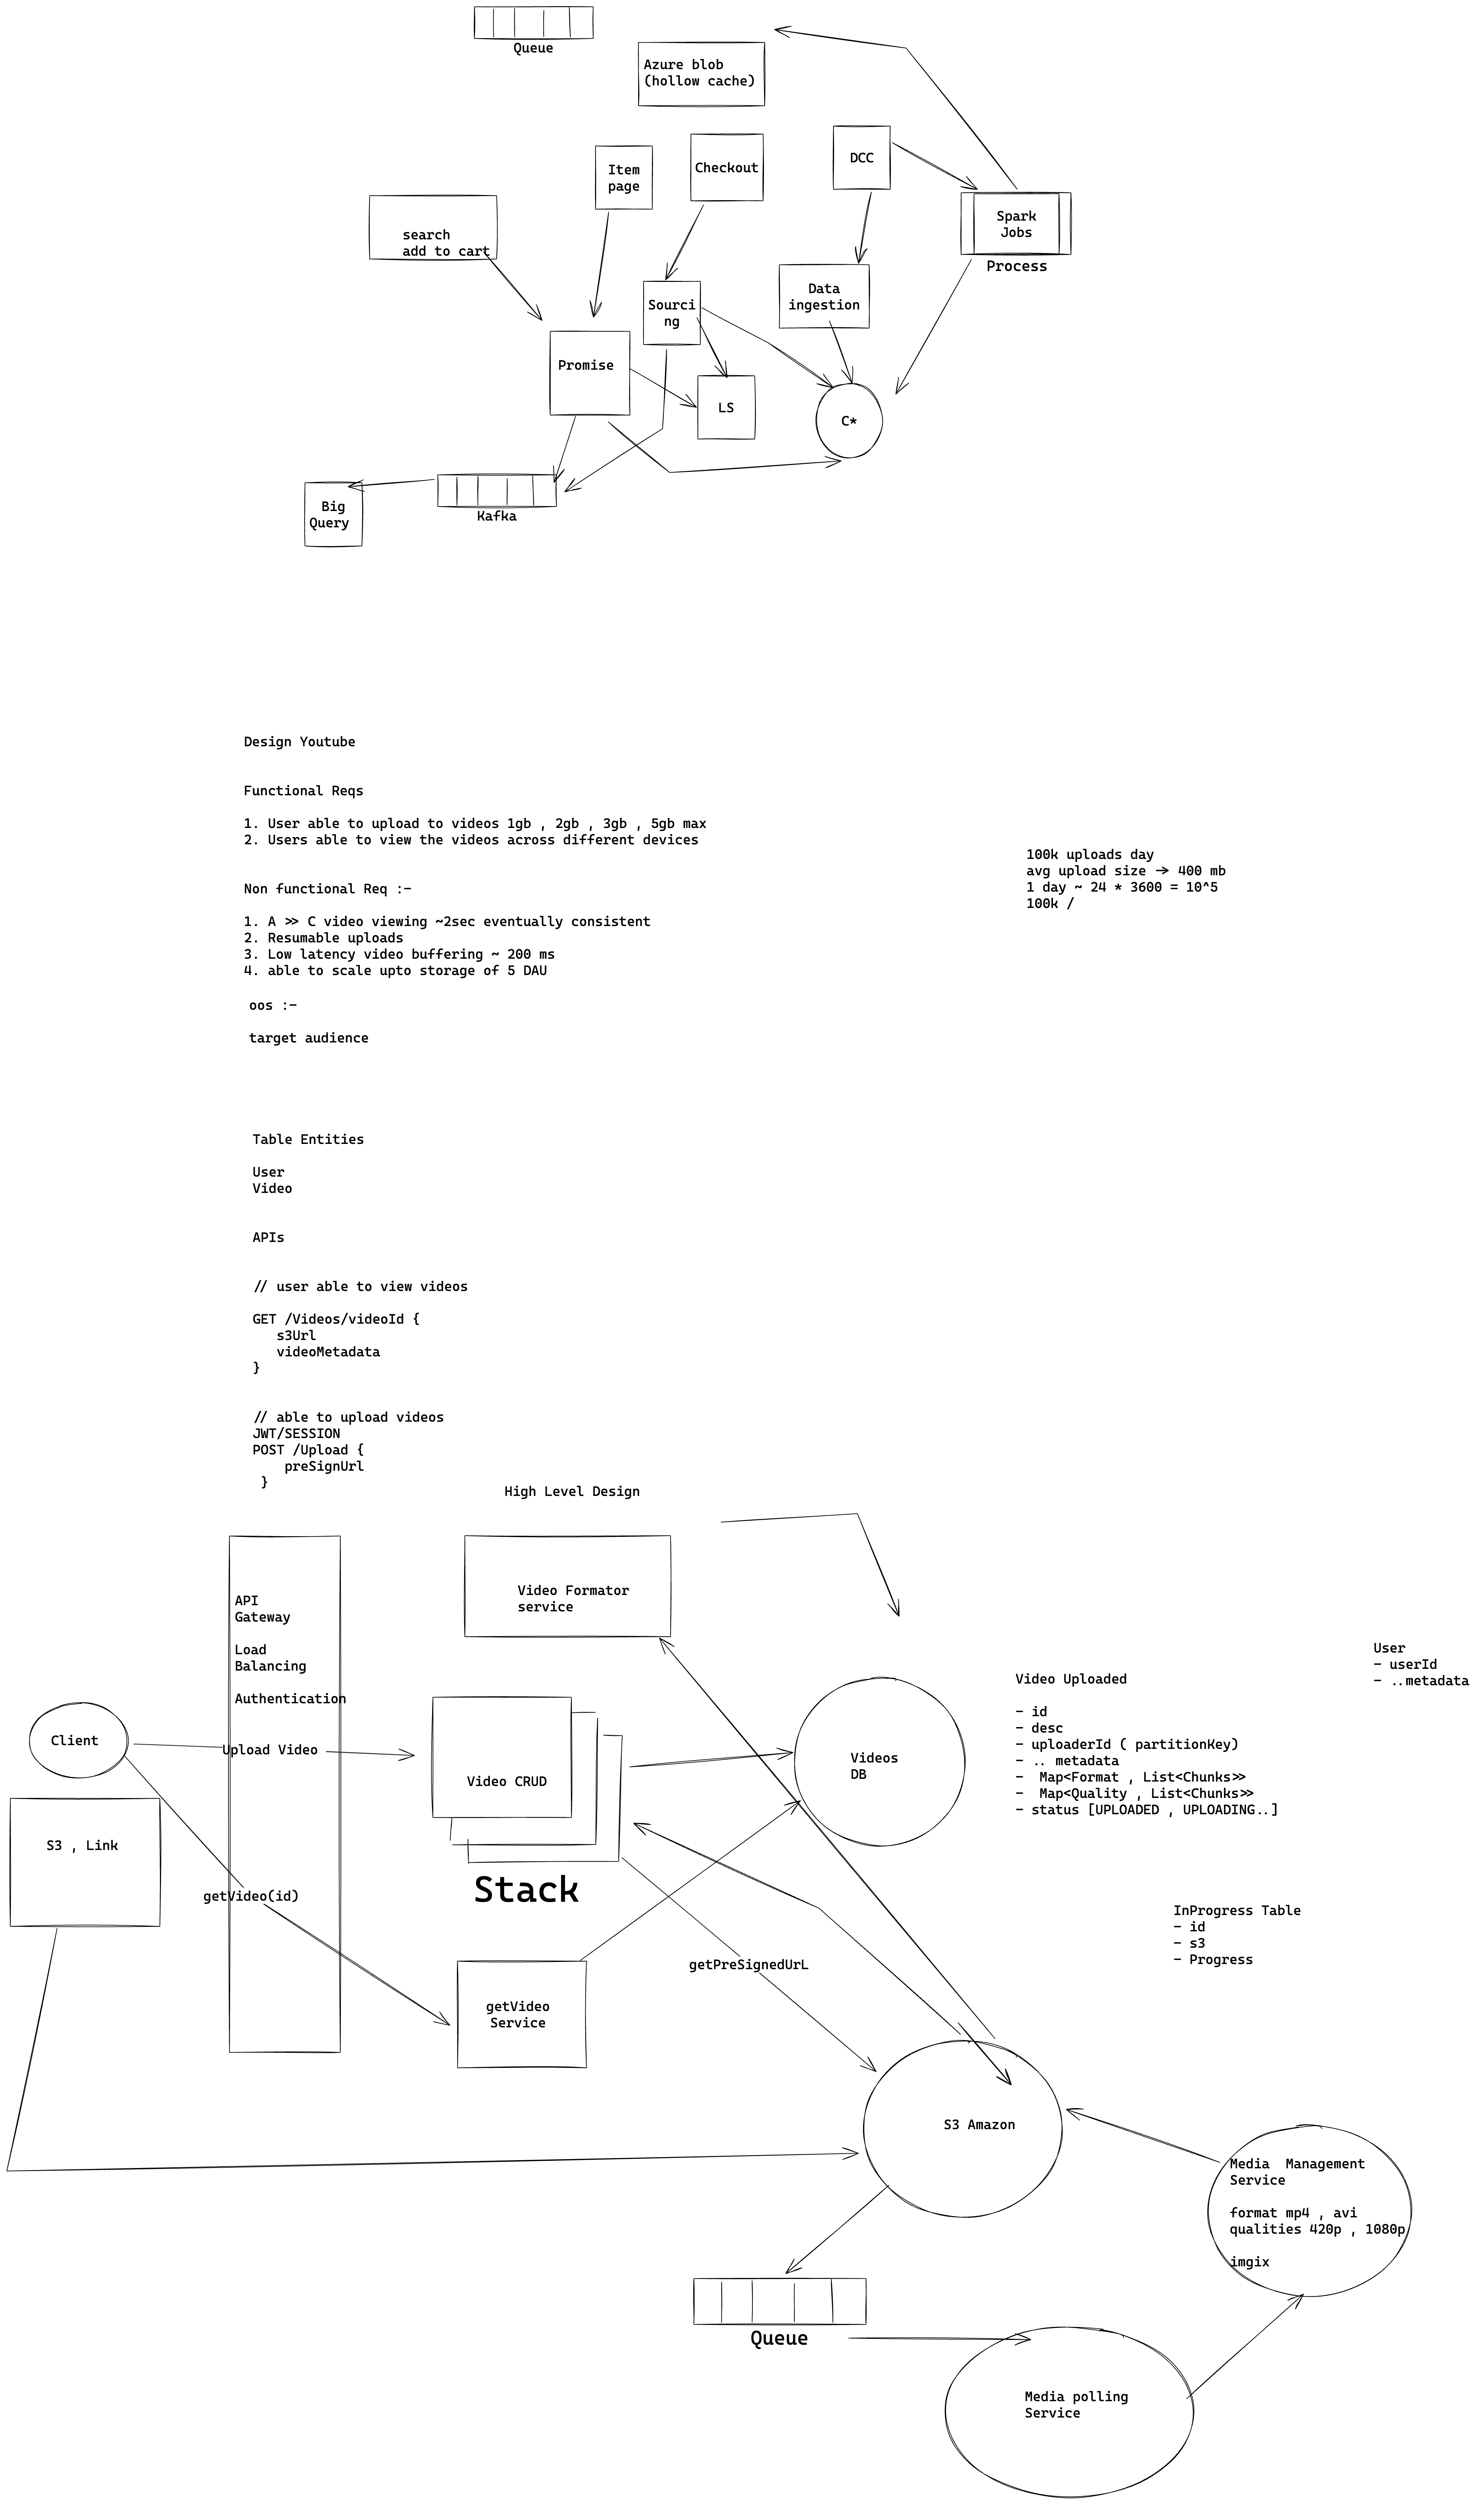 Queue
Azure blob
(hollow cache)
DCC
Item
page
Checkout
search
add to cart
Spark
Jobs
Process
Sourci
ng
Data
ingestion
Promise
LS
C*
Big
Query
Kafka
Design Youtube
Functional Reqs
1. User able to upload to videos 1gb , 2gb , 3gb , 5gb max
2. Users able to view the videos across different devices
Non functional Req :-
1. A >> C video viewing ~2sec eventually consistent
2. Resumable uploads
3. Low latency video buffering ~ 200 ms
4. able to scale upto storage of 5 DAU
oos :-
target audience
100k uploads day
avg upload size -> 400 mb
1 day ~ 24 * 3600 = 10^5
100k /
Table Entities
User
Video
APIs
// user able to view videos
GET /Videos/videoId {
s3Url
videoMetadata
}
// able to upload videos
JWT/SESSION
POST /Upload {
preSignUrl
}
High Level Design
API
Gateway
Load
Balancing
Authentication
Video Formator
service
Client
Upload Video
Video CRUD
Stack
Videos
DB
Video Uploaded
- id
- desc
- uploaderId ( partitionKey)
- .. metadata
- Map<Format , List<Chunks>>
- Map<Quality , List<Chunks>>
- status [UPLOADED , UPLOADING..]
User
- userId
- ..metadata
S3 , Link
getVideo(id)
getPreSignedUrL
InProgress Table
- id
- s3
- Progress
getVideo
Service
S3 Amazon
Media  Management
Service
format mp4 , avi
qualities 420p , 1080p
imgix
Queue
Media polling
Service